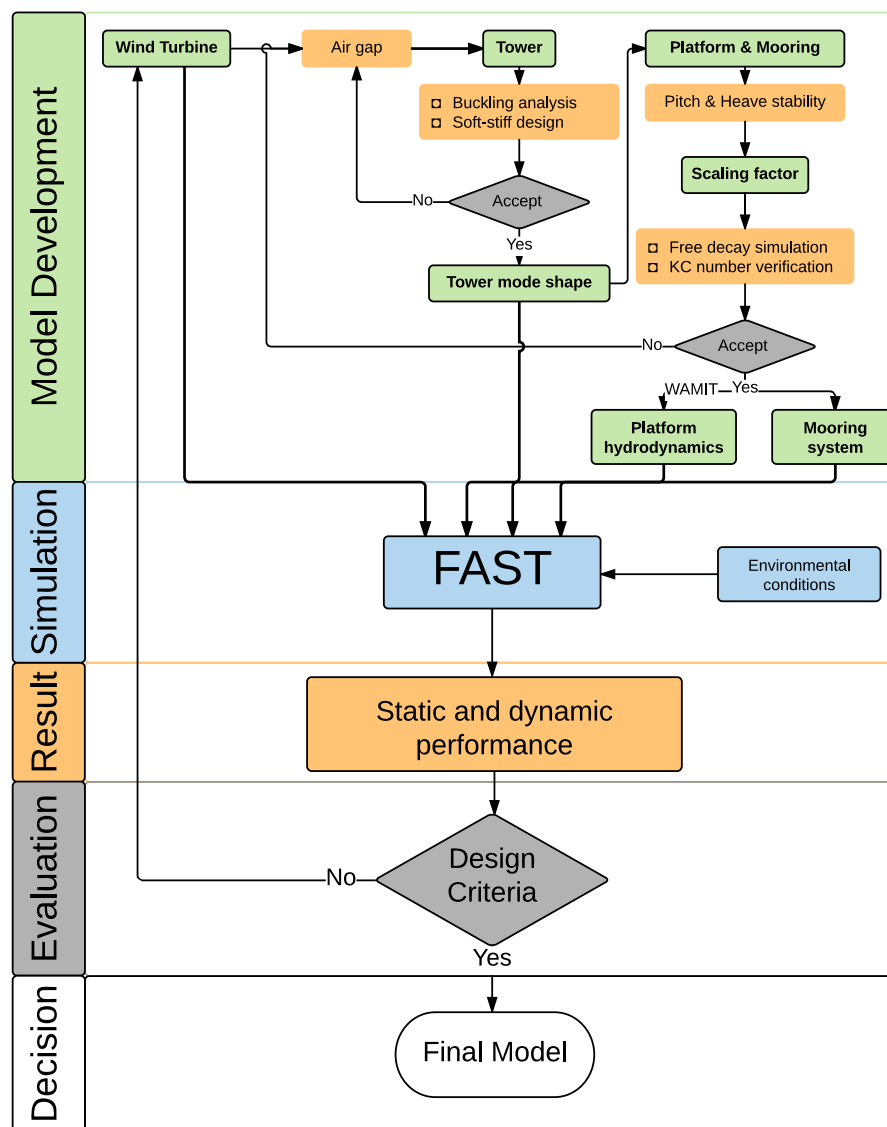 Model Development
Wind Turbine
Air gap
Tower
Platform & Mooring
Buckling analysis
Soft-stiff design
Pitch & Heave stability
No
Accept
Scaling factor
Yes
Free decay simulation
KC number verification
Tower mode shape
No
Accept
WAMIT
Yes
Platform
hydrodynamics
Mooring
system
Simulation
FAST
Environmental
conditions
Result
Static and dynamic
performance
Evaluation
Design
Criteria
No
Yes
Decision
Final Model